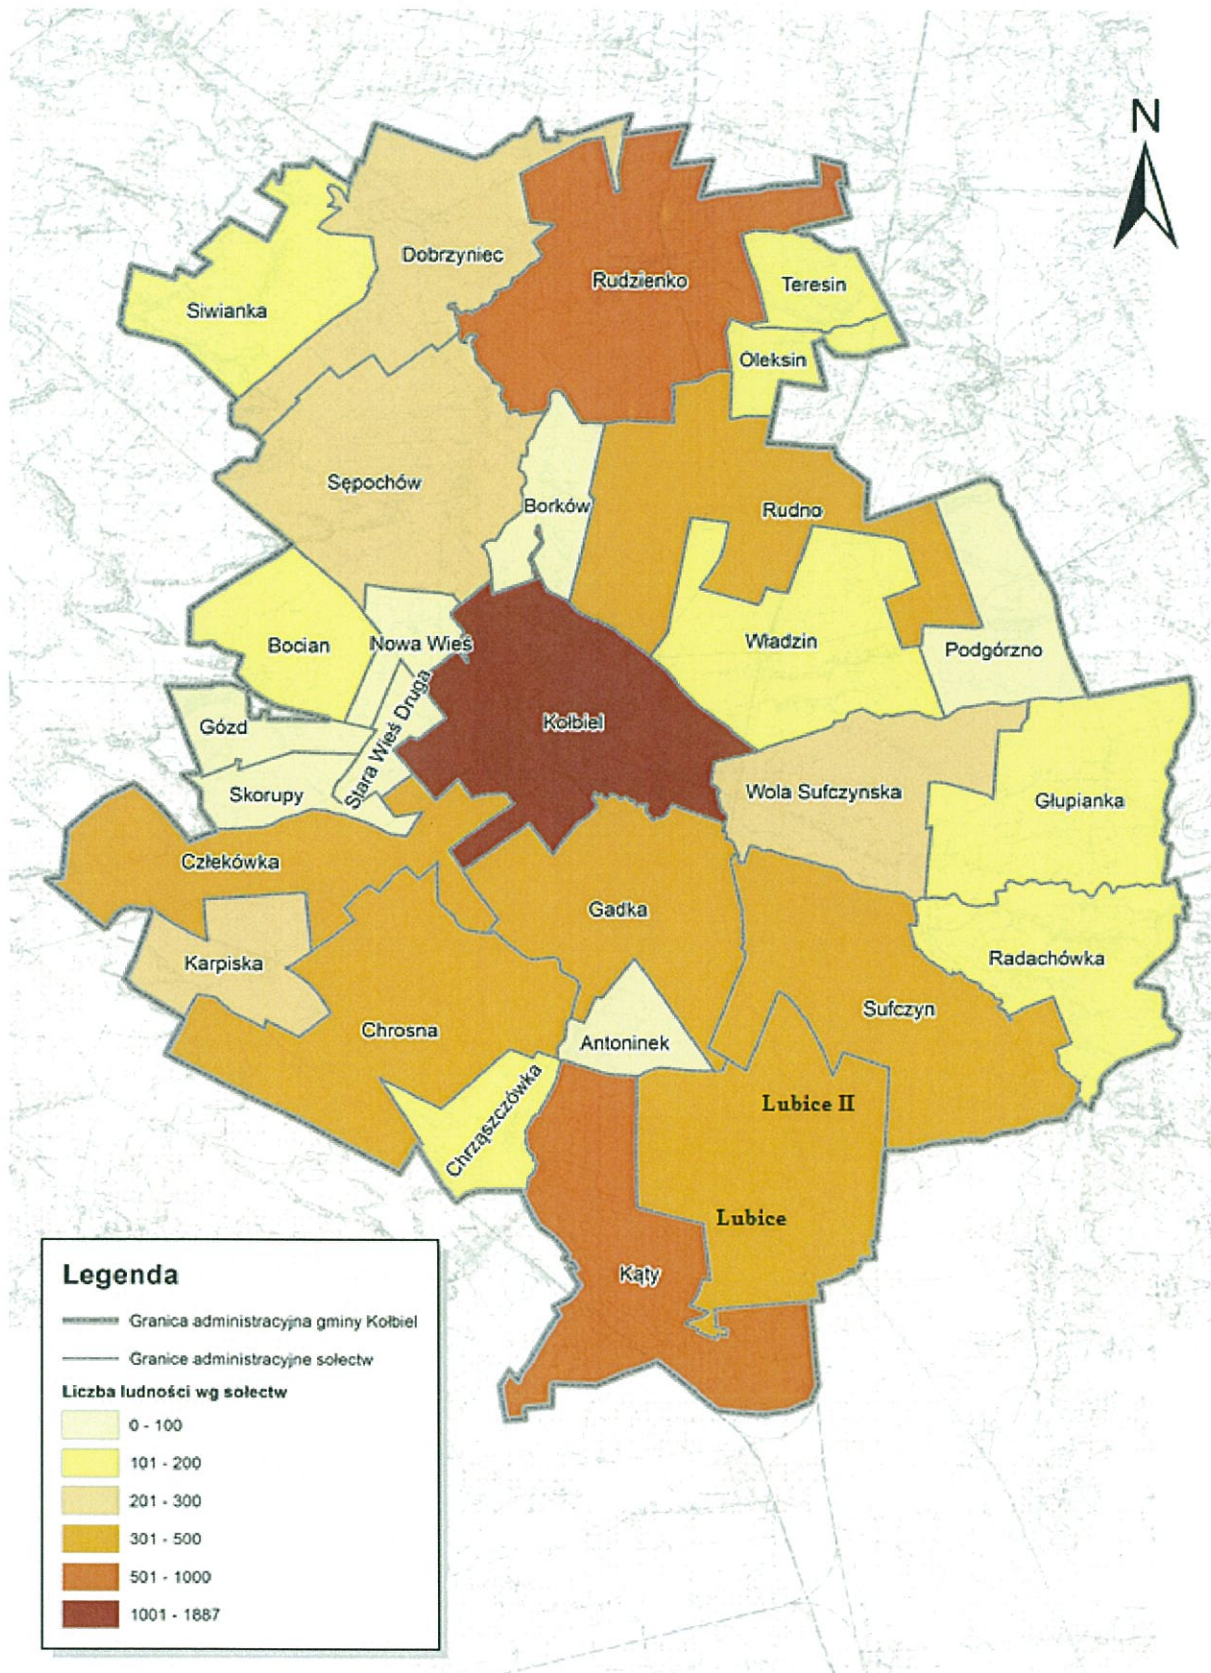 N
Dobrzyniec
Rudzienko
Teresin
Siwianka
Oleksin
Sępochów
Borków
Rudno
Bocian
Nowa Wieś
Władzin
Podgórzno
Gózd
Stara Wieś Druga
Kołbiel
Skorupy
Wola Sufczynska
Głupianka
Człekówka
Gadka
Karpiska
Radachówka
Sufczyn
Chrosna
Antoninek
Chrząszczówka
Lubice II
Lubice
Kąty
Legenda
Granica administracyjna gminy Kołbiel
Granice administracyjne sołectw
Liczba ludności wg sołectw
0 - 100
101 - 200
201 - 300
301 - 500
501 - 1000
1001 - 1887